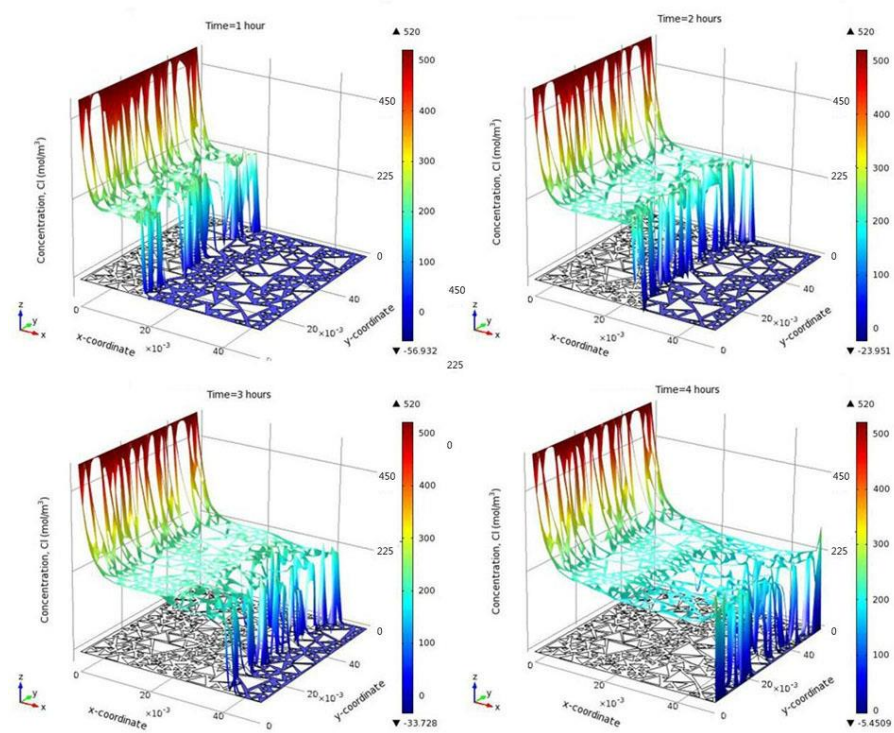 Time=1 hour
▲ 520
500
400
300
200
100
0
▼ -56.932
450
225
0
Concentration, Cl (mol/m³)
0
20
×10⁻³
40
x-coordinate
0
20 ×10⁻³
40
y-coordinate
z
y
x
Time=2 hours
▲ 520
500
400
300
200
100
0
▼ -23.951
450
225
0
Concentration, Cl (mol/m³)
0
20
×10⁻³
40
x-coordinate
0
20 ×10⁻³
40
y-coordinate
z
y
x
450
225
0
Time=3 hours
▲ 520
500
400
300
200
100
0
▼ -33.728
450
225
0
Concentration, Cl (mol/m³)
0
20
×10⁻³
40
x-coordinate
0
20 ×10⁻³
40
y-coordinate
z
y
x
Time=4 hours
▲ 520
500
400
300
200
100
0
▼ -5.4509
450
225
0
Concentration, Cl (mol/m³)
0
20
×10⁻³
40
x-coordinate
0
20 ×10⁻³
40
y-coordinate
z
y
x